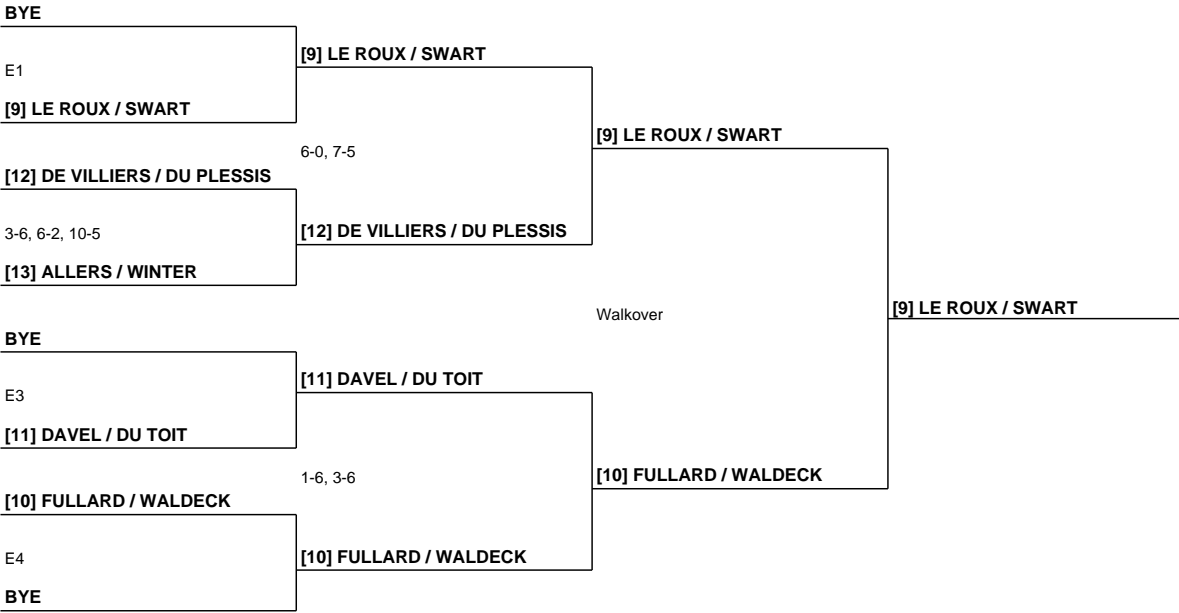 BYE
E1
[9] LE ROUX / SWART
[12] DE VILLIERS / DU PLESSIS
3-6, 6-2, 10-5
[13] ALLERS / WINTER
BYE
E3
[11] DAVEL / DU TOIT
[10] FULLARD / WALDECK
E4
BYE
[9] LE ROUX / SWART
6-0, 7-5
[12] DE VILLIERS / DU PLESSIS
[11] DAVEL / DU TOIT
1-6, 3-6
[10] FULLARD / WALDECK
[9] LE ROUX / SWART
Walkover
[10] FULLARD / WALDECK
[9] LE ROUX / SWART